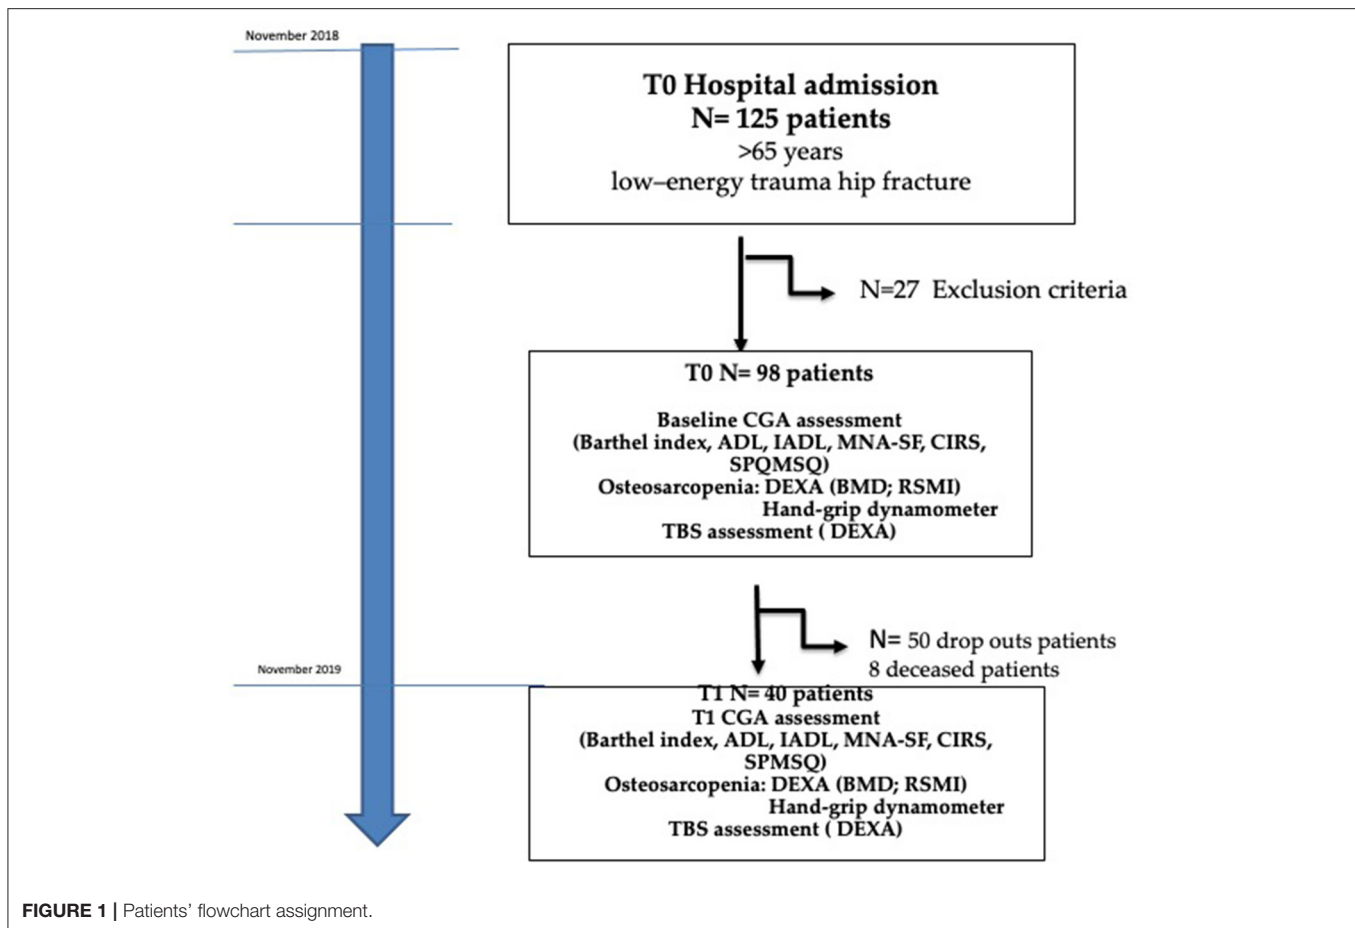 November 2018
T0 Hospital admission
N= 125 patients
>65 years
low–energy trauma hip fracture
N=27 Exclusion criteria
T0 N= 98 patients
Baseline CGA assessment
(Barthel index, ADL, IADL, MNA-SF, CIRS,
SPQMSQ)
Osteosarcopenia: DEXA (BMD; RSMI)
Hand-grip dynamometer
TBS assessment ( DEXA)
N= 50 drop outs patients
8 deceased patients
November 2019
T1 N= 40 patients
T1 CGA assessment
(Barthel index, ADL, IADL, MNA-SF, CIRS,
SPMSQ)
Osteosarcopenia: DEXA (BMD; RSMI)
Hand-grip dynamometer
TBS assessment ( DEXA)
FIGURE 1 | Patients’ flowchart assignment.